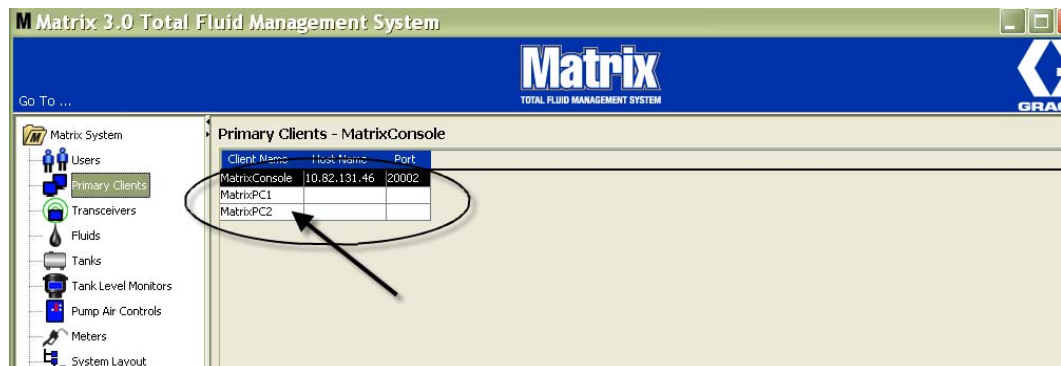 M Matrix 3.0 Total Fluid Management System
Matrix
TOTAL FLUID MANAGEMENT SYSTEM
Go To ...
Matrix System
Users
Primary Clients
Transceivers
Fluids
Tanks
Tank Level Monitors
Pump Air Controls
Meters
System Layout
Primary Clients - MatrixConsole
Client Name Host Name Port
MatrixConsole 10.82.131.46 20002
MatrixPC1
MatrixPC2